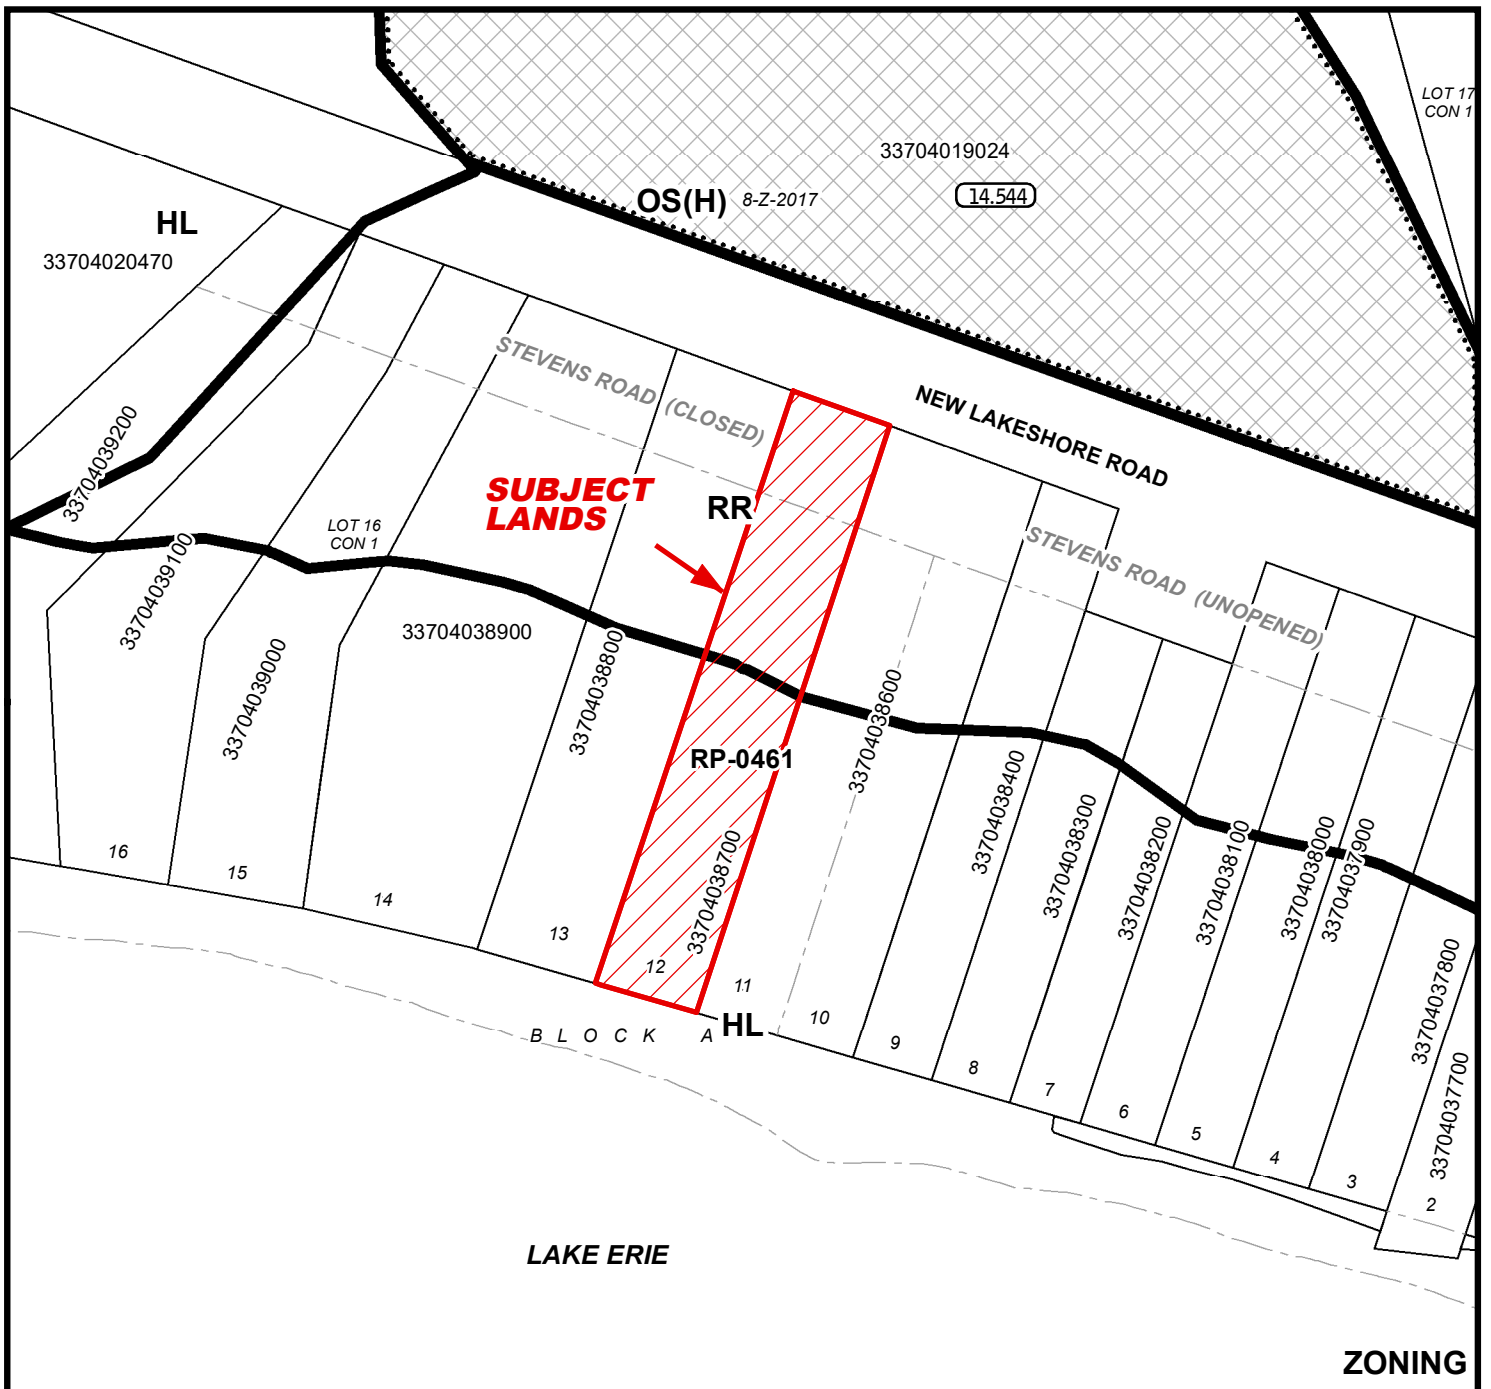 LOT 17
CON 1
33704019024
14.544
OS(H) 8-Z-2017
HL
33704020470
STEVENS ROAD (CLOSED)
NEW LAKESHORE ROAD
33704039200
SUBJECT
LANDS
RR
LOT 16
CON 1
STEVENS ROAD (UNOPENED)
33704039100
33704039000
33704038900
33704038800
33704038600
RP-0461
33704038700
33704038400
33704038300
33704038200
33704038100
33704038000
33704037900
33704037800
33704037700
16
15
14
13
12
11
10
9
8
7
6
5
4
3
2
BLOCK A
HL
LAKE ERIE
ZONING